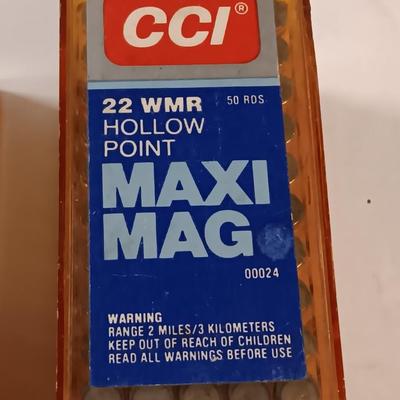 CCI®
22 WMR 50 RDS
HOLLOW
POINT
MAXI
MAG
00024
WARNING
RANGE 2 MILES/3 KILOMETERS
KEEP OUT OF REACH OF CHILDREN
READ ALL WARNINGS BEFORE USE